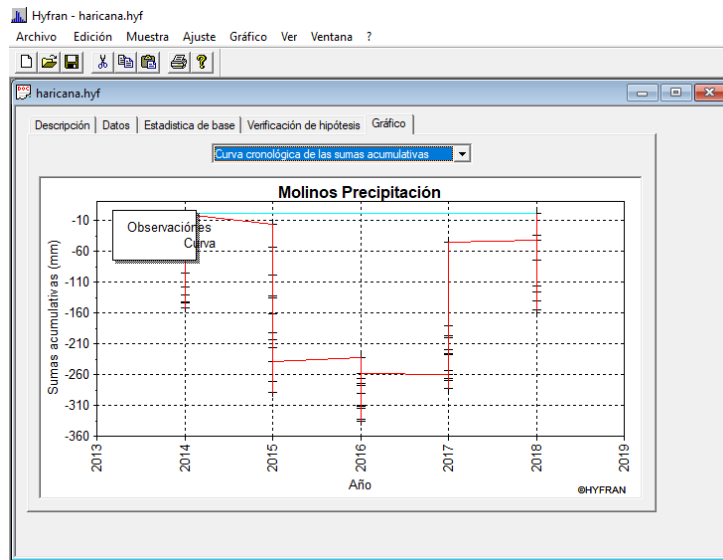 Hyfran - haricana.hyf
Archivo Edición Muestra Ajuste Gráfico Ver Ventana ?
haricana.hyf
Descripción Datos Estadistica de base Verificación de hipótesis Gráfico
Curva cronológica de las sumas acumulativas
Molinos Precipitación
Observaciónes
Curva
Sumas acumulativas (mm)
-10
-60
-110
-160
-210
-260
-310
-360
2013 2014 2015 2016 2017 2018 2019
Año
©HYFRAN